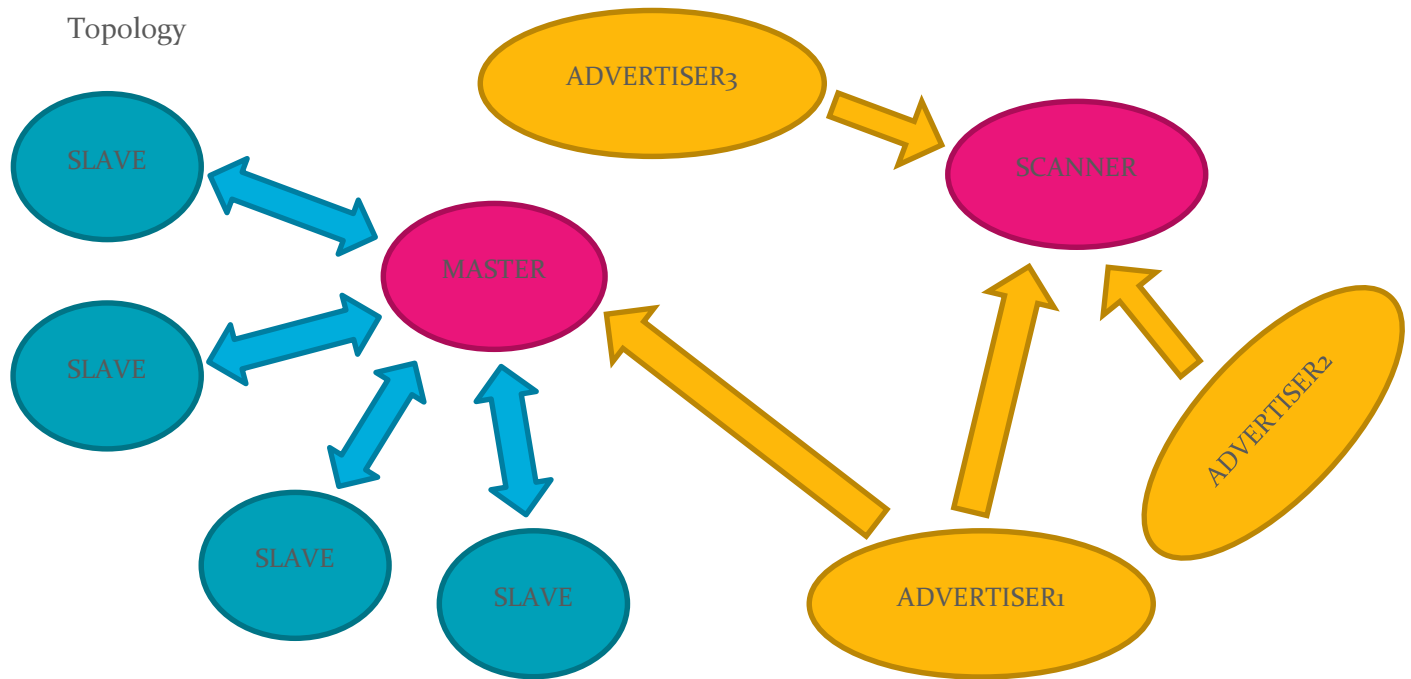 Topology
ADVERTISER3
SLAVE
SCANNER
MASTER
SLAVE
ADVERTISER2
SLAVE
SLAVE
ADVERTISER1